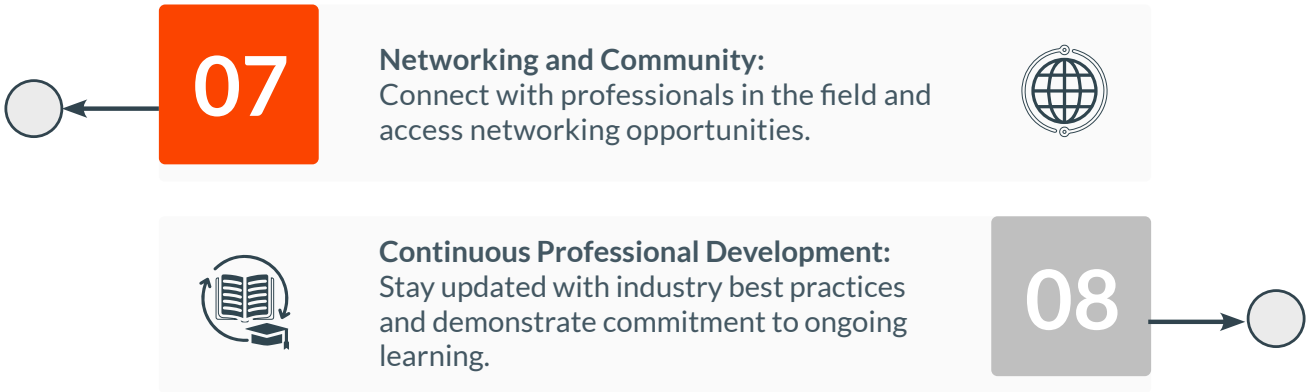 07
Networking and Community:
Connect with professionals in the field and
access networking opportunities.
Continuous Professional Development:
Stay updated with industry best practices
and demonstrate commitment to ongoing
learning.
08